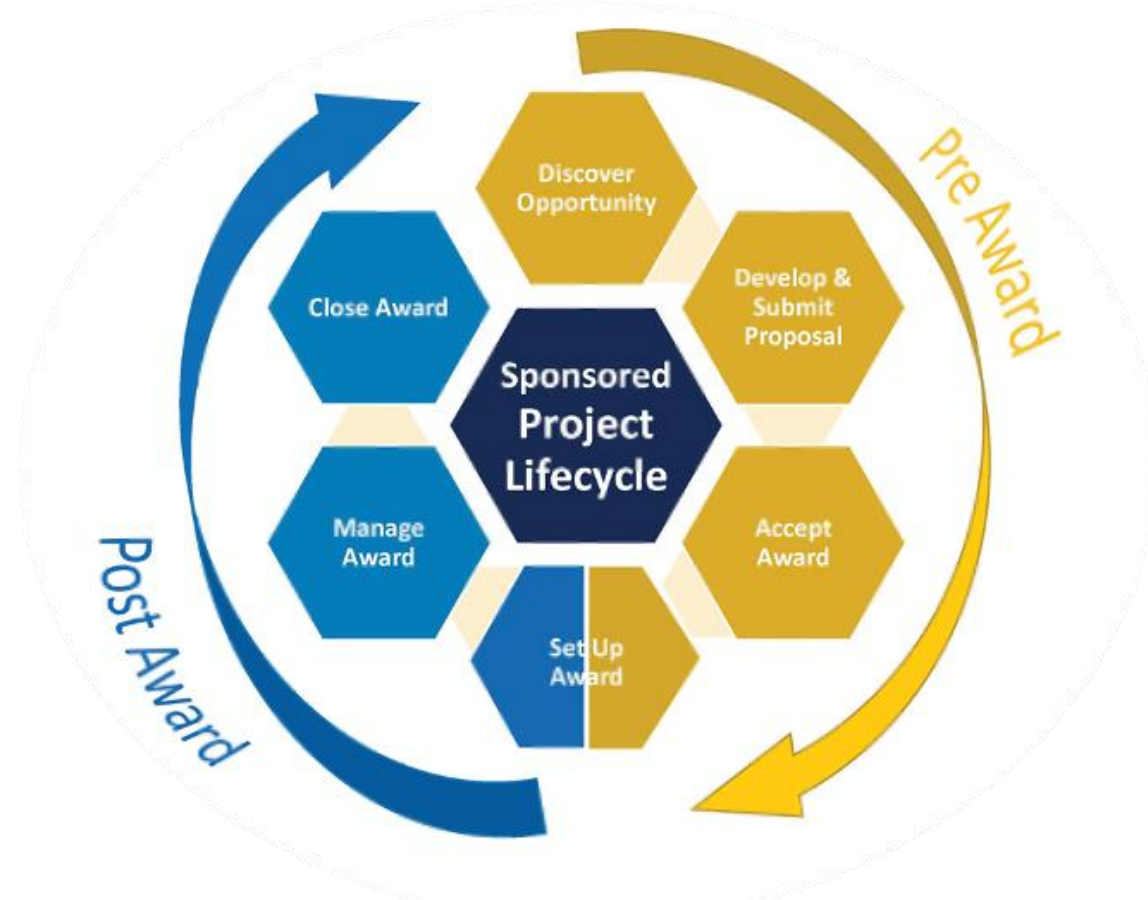 Discover
Opportunity
Pre Award
Develop &
Submit
Proposal
Close Award
Sponsored
Project
Lifecycle
Accept
Award
Manage
Award
Set Up
Award
Post Award